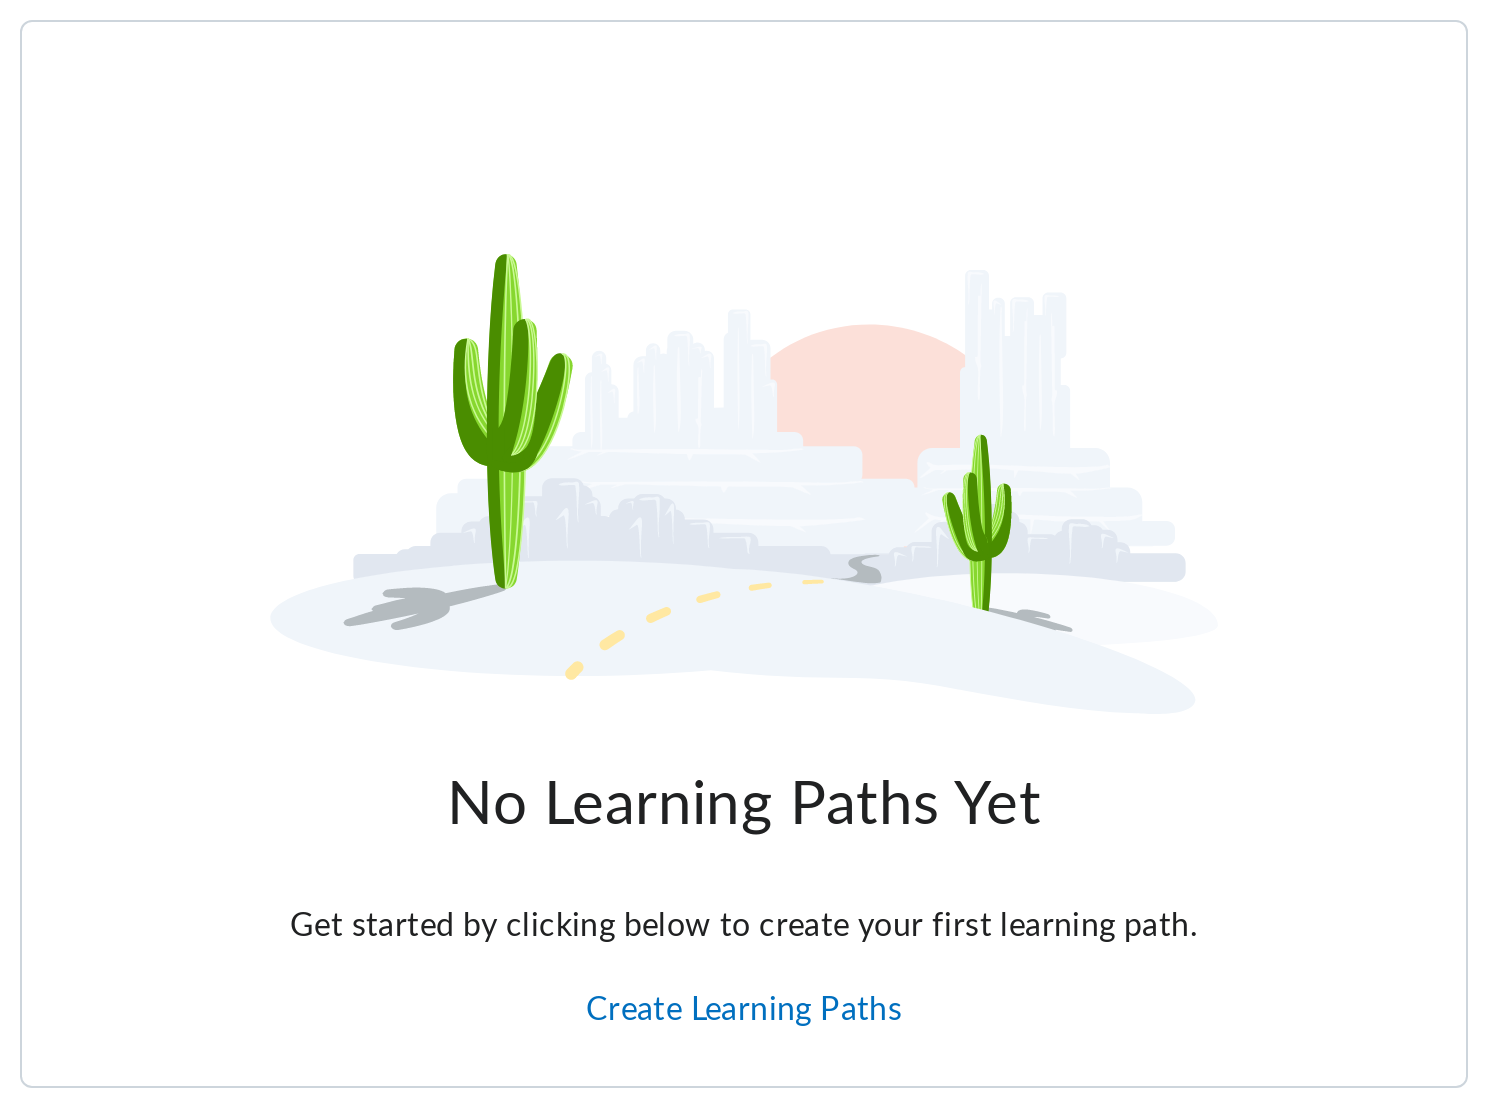 No Learning Paths Yet
Get started by clicking below to create your first learning path.
Create Learning Paths